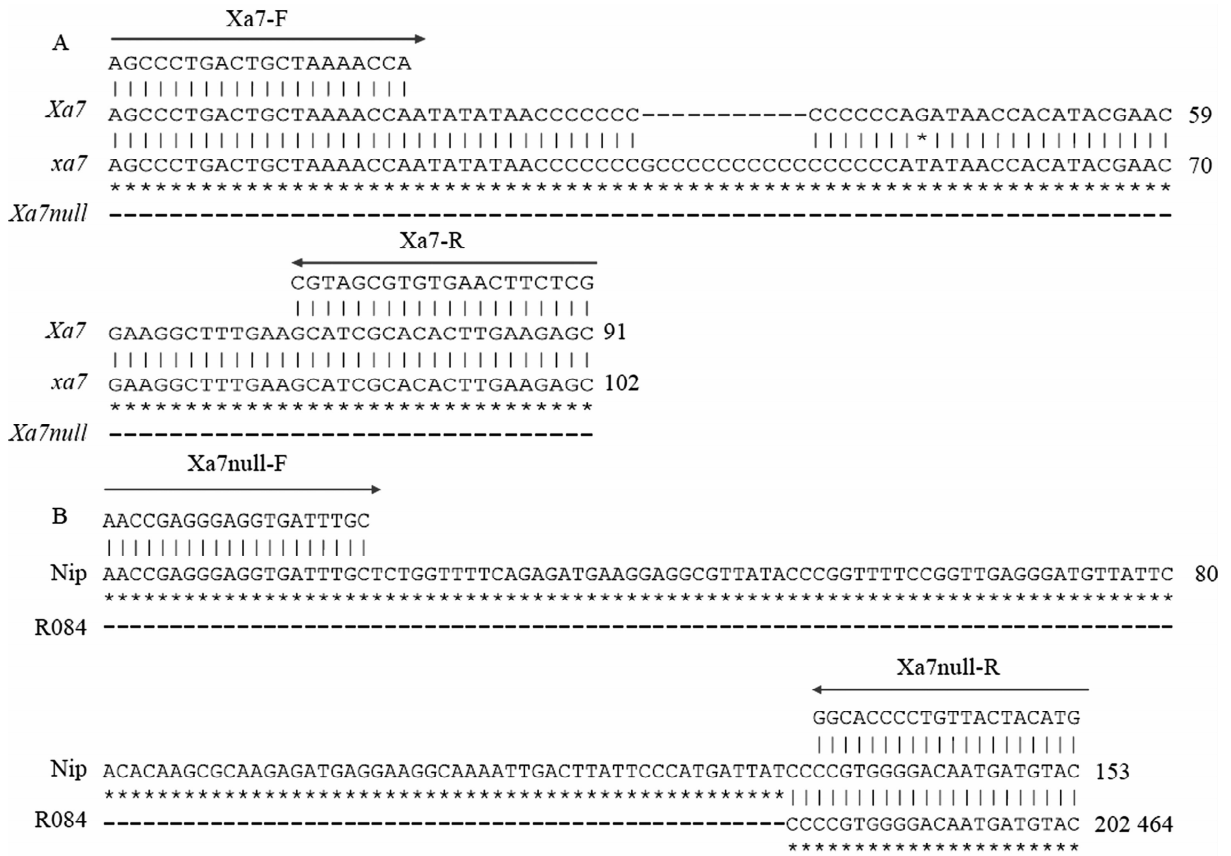 Xa7-F
A
AGCCCTGACTGCTAAAACCA
Xa7 AGCCCTGACTGCTAAAACCAATATATAACCCCCCC-----------CCCCCCAGATAACCACATACGAAC 59
*
xa7 AGCCCTGACTGCTAAAACCAATATATAACCCCCCCGCCCCCCCCCCCCCCCCATATAACCACATACGAAC 70
**********************************************************************
Xa7null ----------------------------------------------------------------------
Xa7-R
CGTAGCGTGTGAACTTCTCG
Xa7 GAAGGCTTTGAAGCATCGCACACTTGAAGAGC 91
xa7 GAAGGCTTTGAAGCATCGCACACTTGAAGAGC 102
********************************
Xa7null --------------------------------
Xa7null-F
B
AACCGAGGGAGGTGATTTGC
Nip AACCGAGGGAGGTGATTTGCTCTGGTTTTCAGAGATGAAGGAGGCGTTATACCCGGTTTTCCGGTTGAGGGATGTTATTC 80
********************************************************************************
R084 --------------------------------------------------------------------------------
Xa7null-R
GGCACCCCTGTTACTACATG
Nip ACACAAGCGCAAGAGATGAGGAAGGCAAAATTGACTTATTCCCATGATTATCCCCGTGGGGACAATGATGTAC 153
***************************************************
R084 ---------------------------------------------------CCCCGTGGGGACAATGATGTAC 202 464
**********************